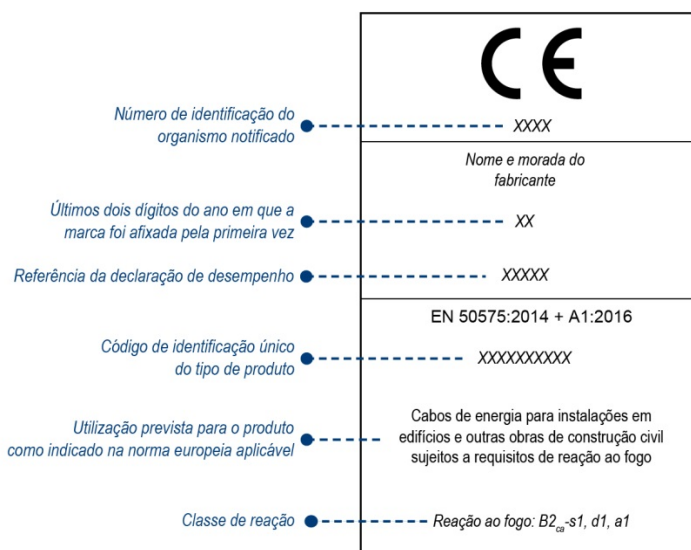 CE
Número de identificação do
organismo notificado
XXXX
Nome e morada do
fabricante
Últimos dois dígitos do ano em que a
marca foi afixada pela primeira vez
XX
Referência da declaração de desempenho
XXXXX
EN 50575:2014 + A1:2016
Código de identificação único
do tipo de produto
XXXXXXXXXX
Utilização prevista para o produto
como indicado na norma europeia aplicável
Cabos de energia para instalações em
edifícios e outras obras de construção civil
sujeitos a requisitos de reação ao fogo
Classe de reação
Reação ao fogo: B2ca-s1, d1, a1